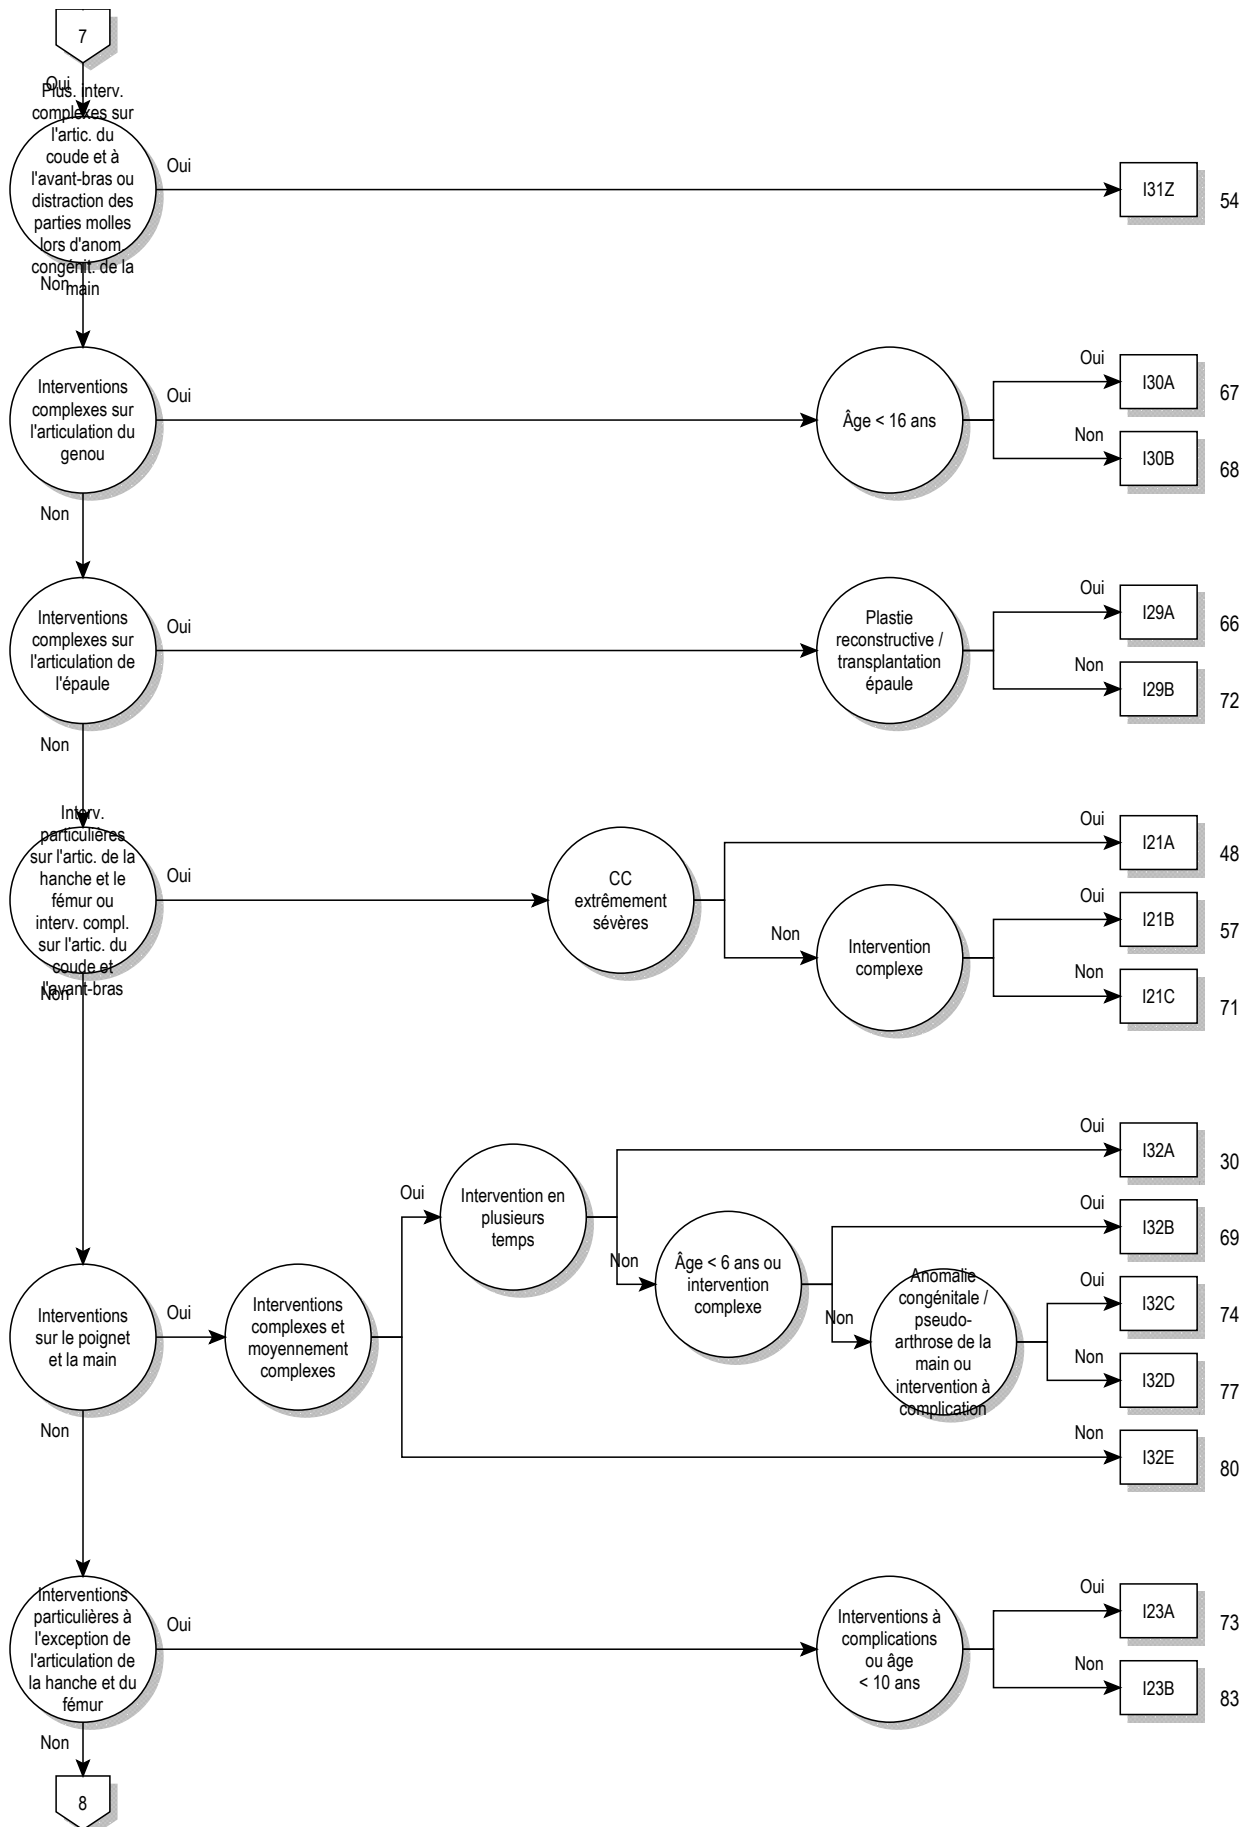 7
Oui
Plus. interv.
complexes sur
l'artic. du
coude et à
l'avant-bras ou
distraction des
parties molles
lors d'anom.
congénit. de la
main
Oui
I31Z
54
Non
Interventions
complexes sur
l'articulation du
genou
Oui
Âge < 16 ans
Oui
I30A
67
Non
I30B
68
Non
Interventions
complexes sur
l'articulation de
l'épaule
Oui
Plastie
reconstructive /
transplantation
épaule
Oui
I29A
66
Non
I29B
72
Non
Interv.
particulières
sur l'artic. de la
hanche et le
fémur ou
interv. compl.
sur l'artic. du
coude et
l'avant-bras
Oui
CC
extrêmement
sévères
Oui
I21A
48
Non
Intervention
complexe
Oui
I21B
57
Non
I21C
71
Non
Interventions
sur le poignet
et la main
Oui
Interventions
complexes et
moyennement
complexes
Oui
Intervention en
plusieurs
temps
Oui
I32A
30
Non
Âge < 6 ans ou
intervention
complexe
Oui
I32B
69
Non
Anomalie
congénitale /
pseudo-
arthrose de la
main ou
intervention à
complication
Oui
I32C
74
Non
I32D
77
Non
I32E
80
Non
Interventions
particulières à
l'exception de
l'articulation de
la hanche et du
fémur
Oui
Interventions à
complications
ou âge
< 10 ans
Oui
I23A
73
Non
I23B
83
Non
8